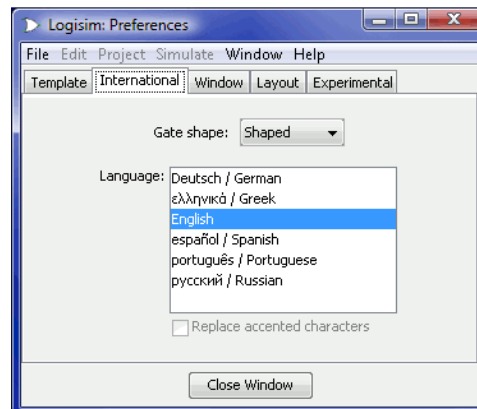 Logisim: Preferences
File Edit Project Simulate Window Help
Template International Window Layout Experimental
Gate shape: Shaped
Language: Deutsch / German
ελληνικά / Greek
English
español / Spanish
português / Portuguese
русский / Russian
Replace accented characters
Close Window